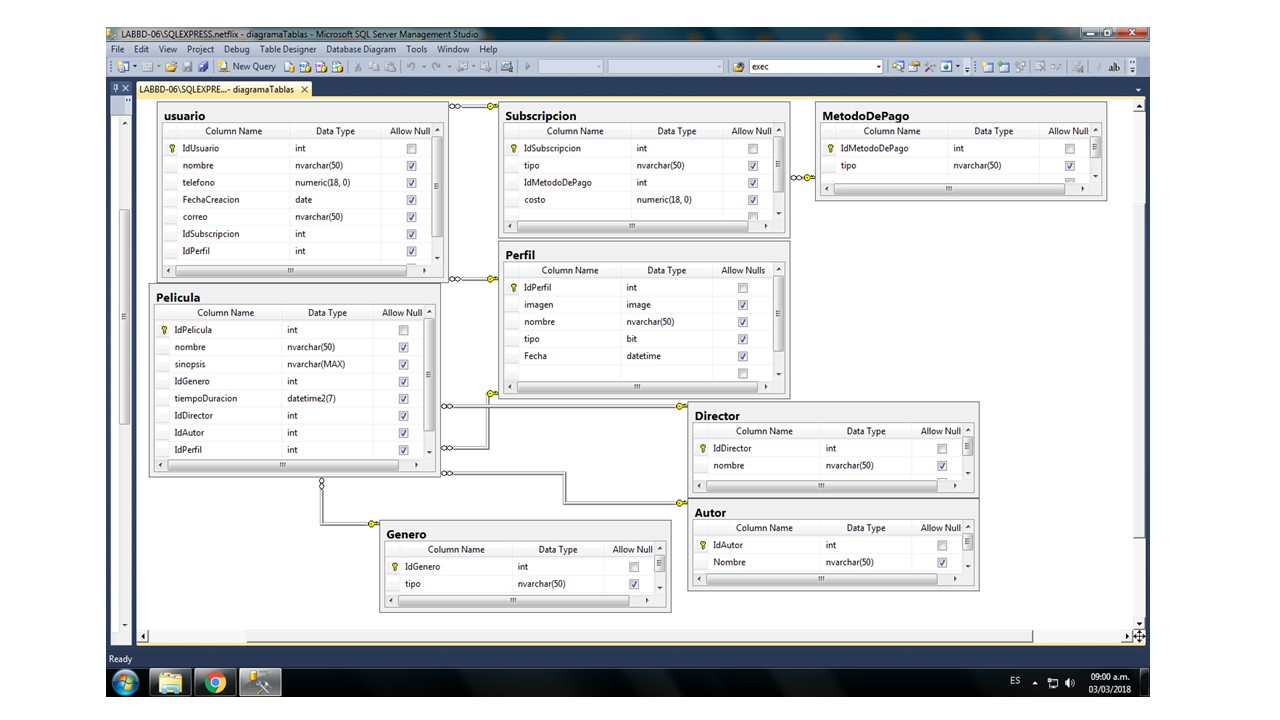 LABBD-06\SQLEXPRESS.netflix - diagramaTablas - Microsoft SQL Server Management Studio
File Edit View Project Debug Table Designer Database Diagram Tools Window Help
New Query exec alb
LABBD-06\SQLEXPRE...- diagramaTablas
usuario
Column Name Data Type Allow Null
IdUsuario int
nombre nvarchar(50)
telefono numeric(18, 0)
FechaCreacion date
correo nvarchar(50)
IdSubscripcion int
IdPerfil int
Subscripcion
Column Name Data Type Allow Null
IdSubscripcion int
tipo nvarchar(50)
IdMetodoDePago int
costo numeric(18, 0)
MetodoDePago
Column Name Data Type Allow Null
IdMetodoDePago int
tipo nvarchar(50)
Perfil
Column Name Data Type Allow Nulls
IdPerfil int
imagen image
nombre nvarchar(50)
tipo bit
Fecha datetime
Pelicula
Column Name Data Type Allow Null
IdPelicula int
nombre nvarchar(50)
sinopsis nvarchar(MAX)
IdGenero int
tiempoDuracion datetime2(7)
IdDirector int
IdAutor int
IdPerfil int
Director
Column Name Data Type Allow Null
IdDirector int
nombre nvarchar(50)
Autor
Column Name Data Type Allow Null
IdAutor int
Nombre nvarchar(50)
Genero
Column Name Data Type Allow Null
IdGenero int
tipo nvarchar(50)
Ready
ES
09:00 a.m.
03/03/2018